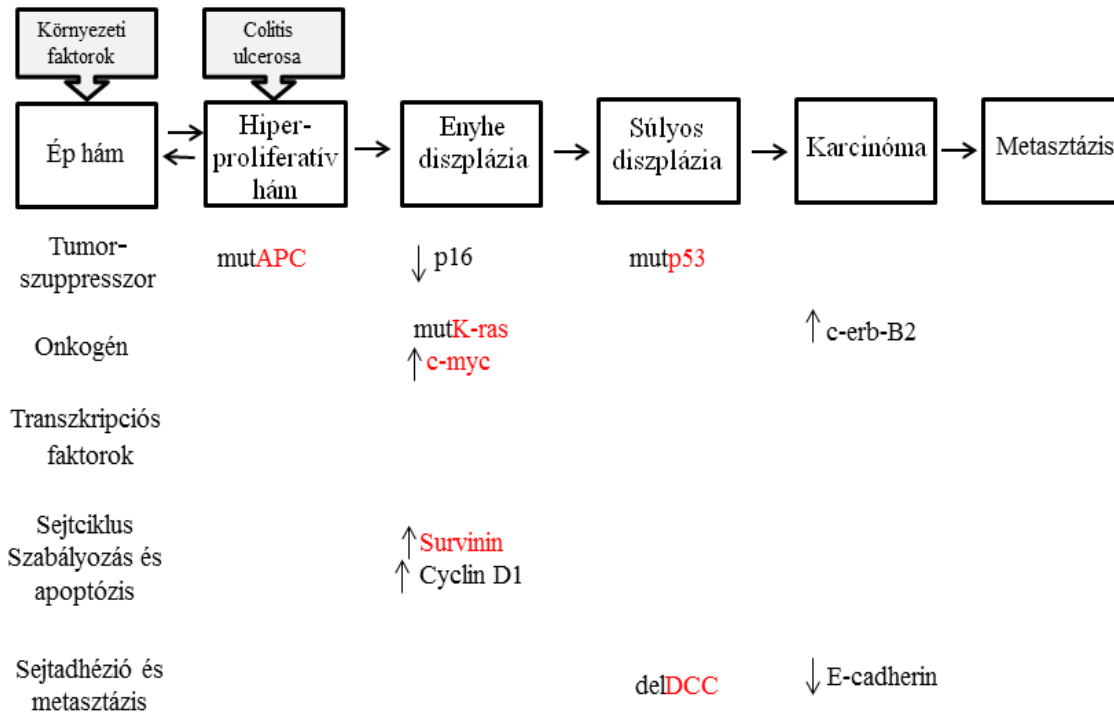 Környezeti
faktorok
Colitis
ulcerosa
Ép hám
Hiper-
proliferatív
hám
Enyhe
diszplázia
Súlyos
diszplázia
Karcinóma
Metasztázis
Tumor-
szuppresszor
mutAPC
↓ p16
mutp53
Onkogén
mutK-ras
↑ c-myc
↑ c-erb-B2
Transzkripciós
faktorok
Sejtciklus
Szabályozás és
apoptózis
↑ Survinin
↑ Cyclin D1
Sejtadhézió és
metasztázis
delDCC
↓ E-cadherin